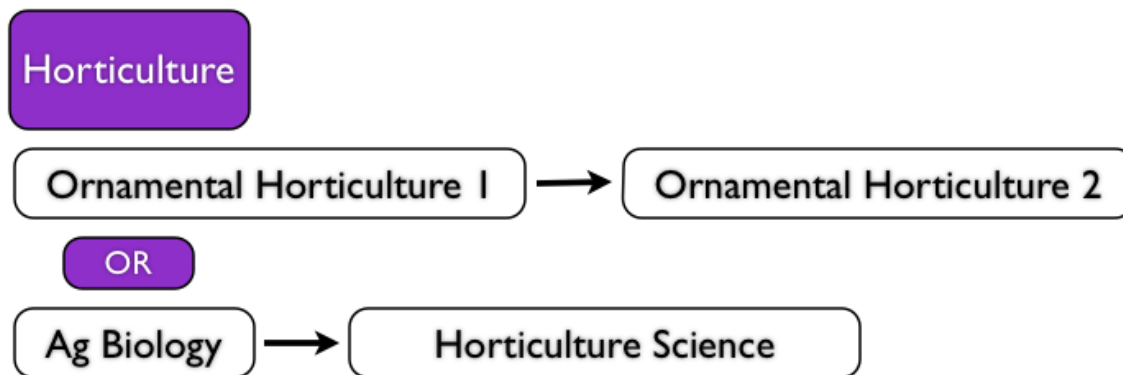 Horticulture
Ornamental Horticulture 1 Ornamental Horticulture 2
OR
Ag Biology Horticulture Science